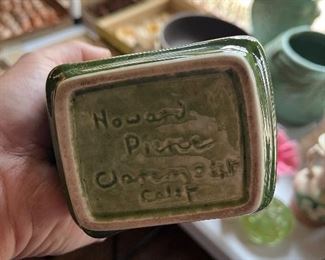 Howard
Pierce
Claremont
Calif